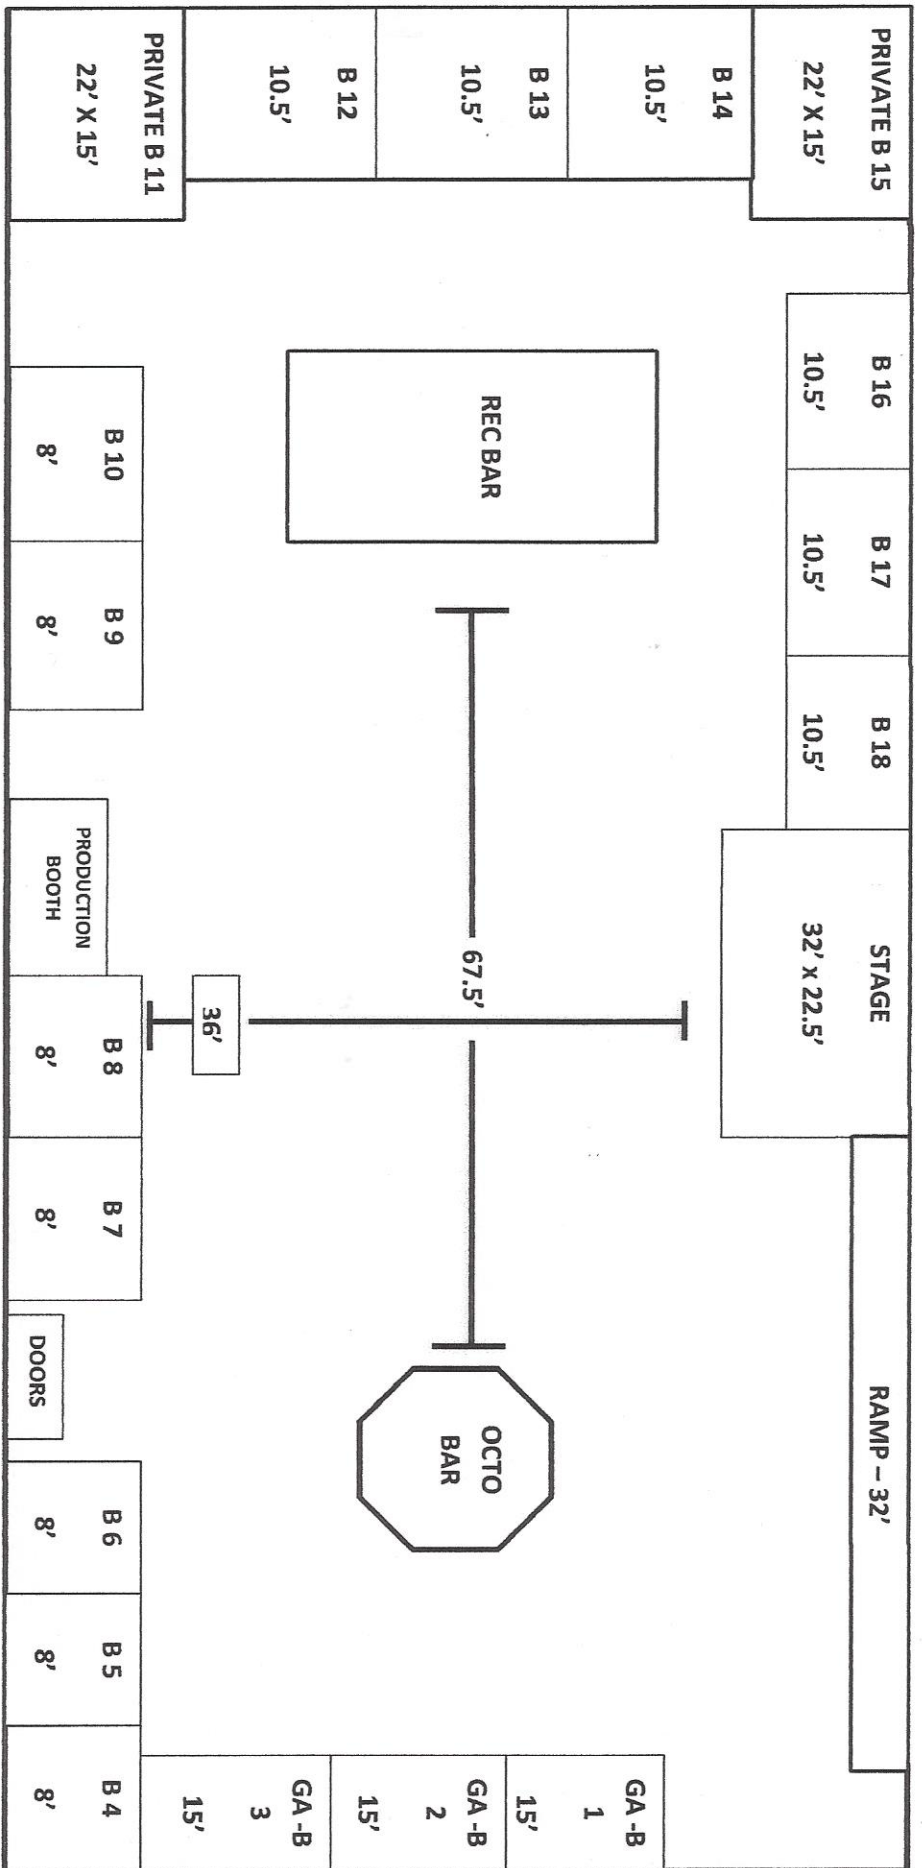 PRIVATE B 15
22' X 15'
B 16
10.5'
B 17
10.5'
B 18
10.5'
STAGE
32' x 22.5'
RAMP – 32'
B 14
10.5'
B 13
10.5'
B 12
10.5'
PRIVATE B 11
22' X 15'
REC BAR
67.5'
36'
OCTO
BAR
GA -B
1
15'
GA -B
2
15'
GA -B
3
15'
B 10
8'
B 9
8'
PRODUCTION
BOOTH
B 8
8'
B 7
8'
DOORS
B 6
8'
B 5
8'
B 4
8'